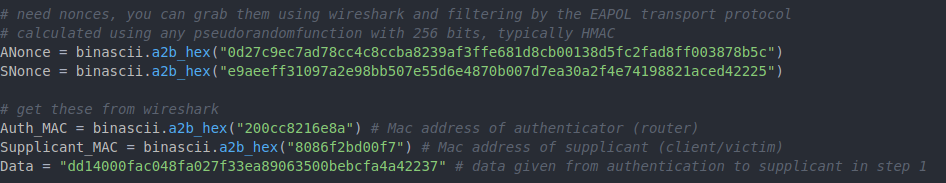 # need nonces, you can grab them using wireshark and filtering by the EAPOL transport protocol
# calculated using any pseudorandomfunction with 256 bits, typically HMAC
ANonce = binascii.a2b_hex("0d27c9ec7ad78cc4c8ccba8239af3ffe681d8cb00138d5fc2fad8ff003878b5c")
SNonce = binascii.a2b_hex("e9aeeff31097a2e98bb507e55d6e4870b007d7ea30a2f4e74198821aced42225")
# get these from wireshark
Auth_MAC = binascii.a2b_hex("200cc8216e8a") # Mac address of authenticator (router)
Supplicant_MAC = binascii.a2b_hex("8086f2bd00f7") # Mac address of supplicant (client/victim)
Data = "dd14000fac048fa027f33ea89063500bebcfa4a42237" # data given from authentication to supplicant in step 1